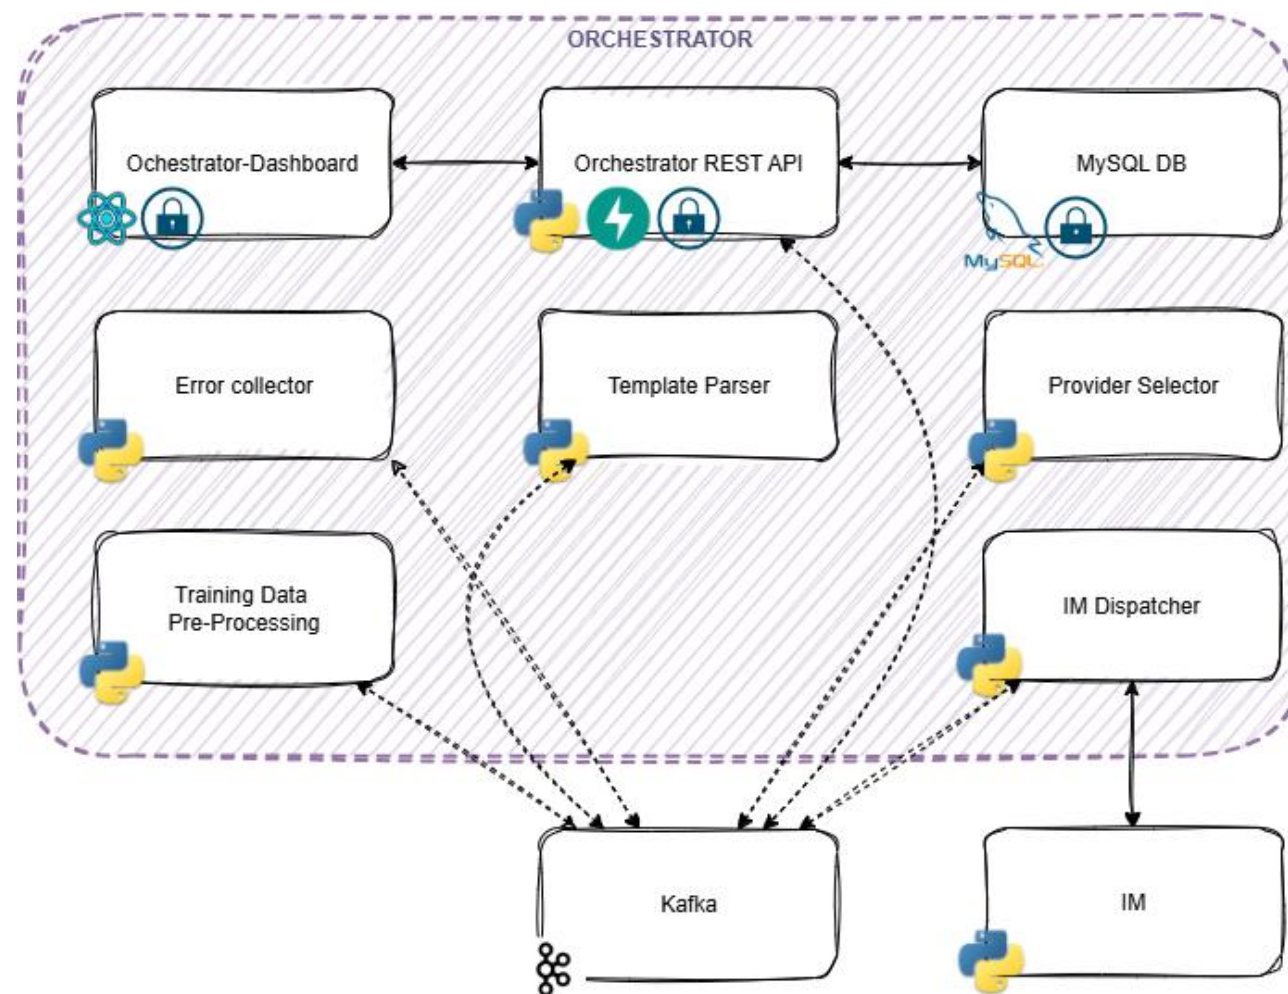 ORCHESTRATOR
Ochestrator-Dashboard
Orchestrator REST API
MySQL DB
MySQL
Error collector
Template Parser
Provider Selector
Training Data
Pre-Processing
IM Dispatcher
Kafka
IM